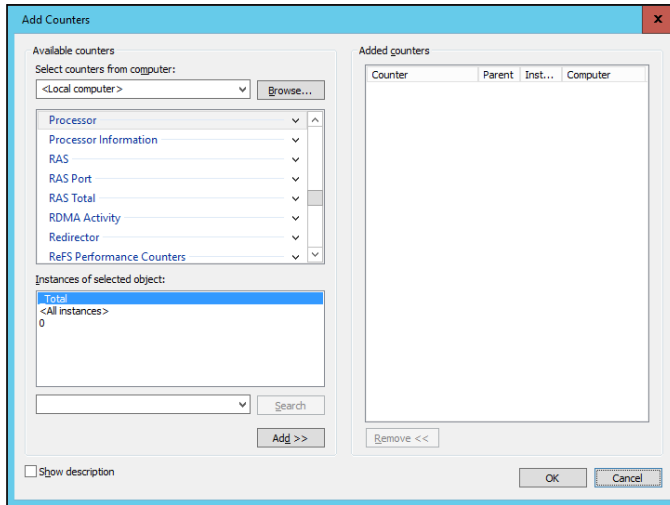 Add Counters
x
Available counters
Select counters from computer:
<Local computer>
Browse...
Processor
Processor Information
RAS
RAS Port
RAS Total
RDMA Activity
Redirector
ReFS Performance Counters
Instances of selected object:
_Total
<All instances>
0
Search
Add >>
Show description
Added counters
Counter Parent Inst... Computer
Remove <<
OK Cancel